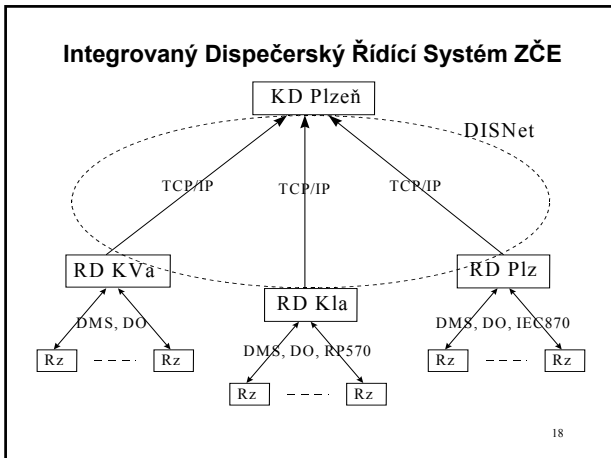 Integrovaný Dispečerský Řídící Systém ZČE
KD Plzeň
DISNet
TCP/IP
TCP/IP
TCP/IP
RD KVa
RD Kla
RD Plz
DMS, DO
DMS, DO, RP570
DMS, DO, IEC870
Rz
Rz
Rz
Rz
Rz
Rz
18